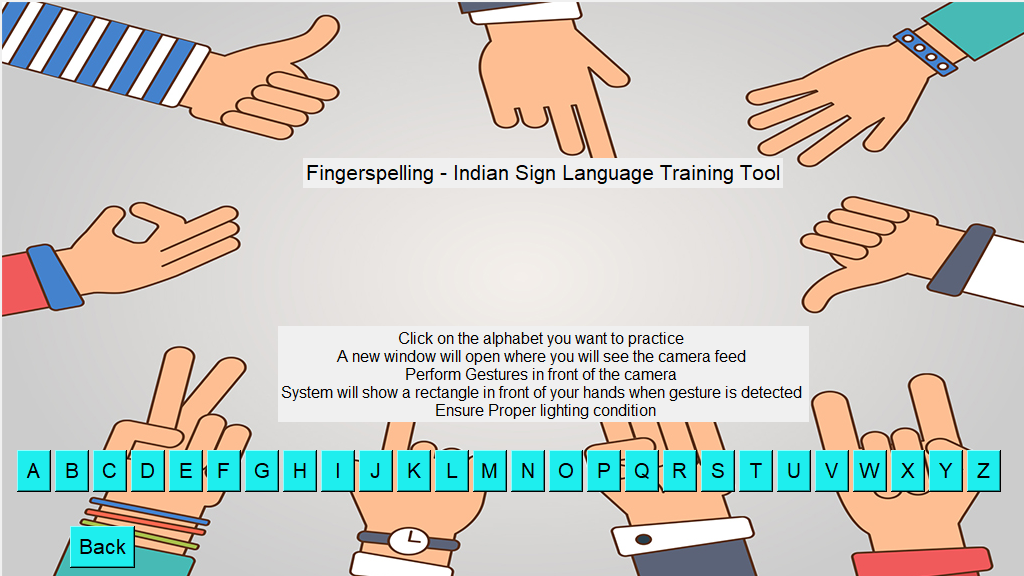 Fingerspelling - Indian Sign Language Training Tool
Click on the alphabet you want to practice
A new window will open where you will see the camera feed
Perform Gestures in front of the camera
System will show a rectangle in front of your hands when gesture is detected
Ensure Proper lighting condition
A B C D E F G H I J K L M N O P Q R S T U V W X Y Z
Back